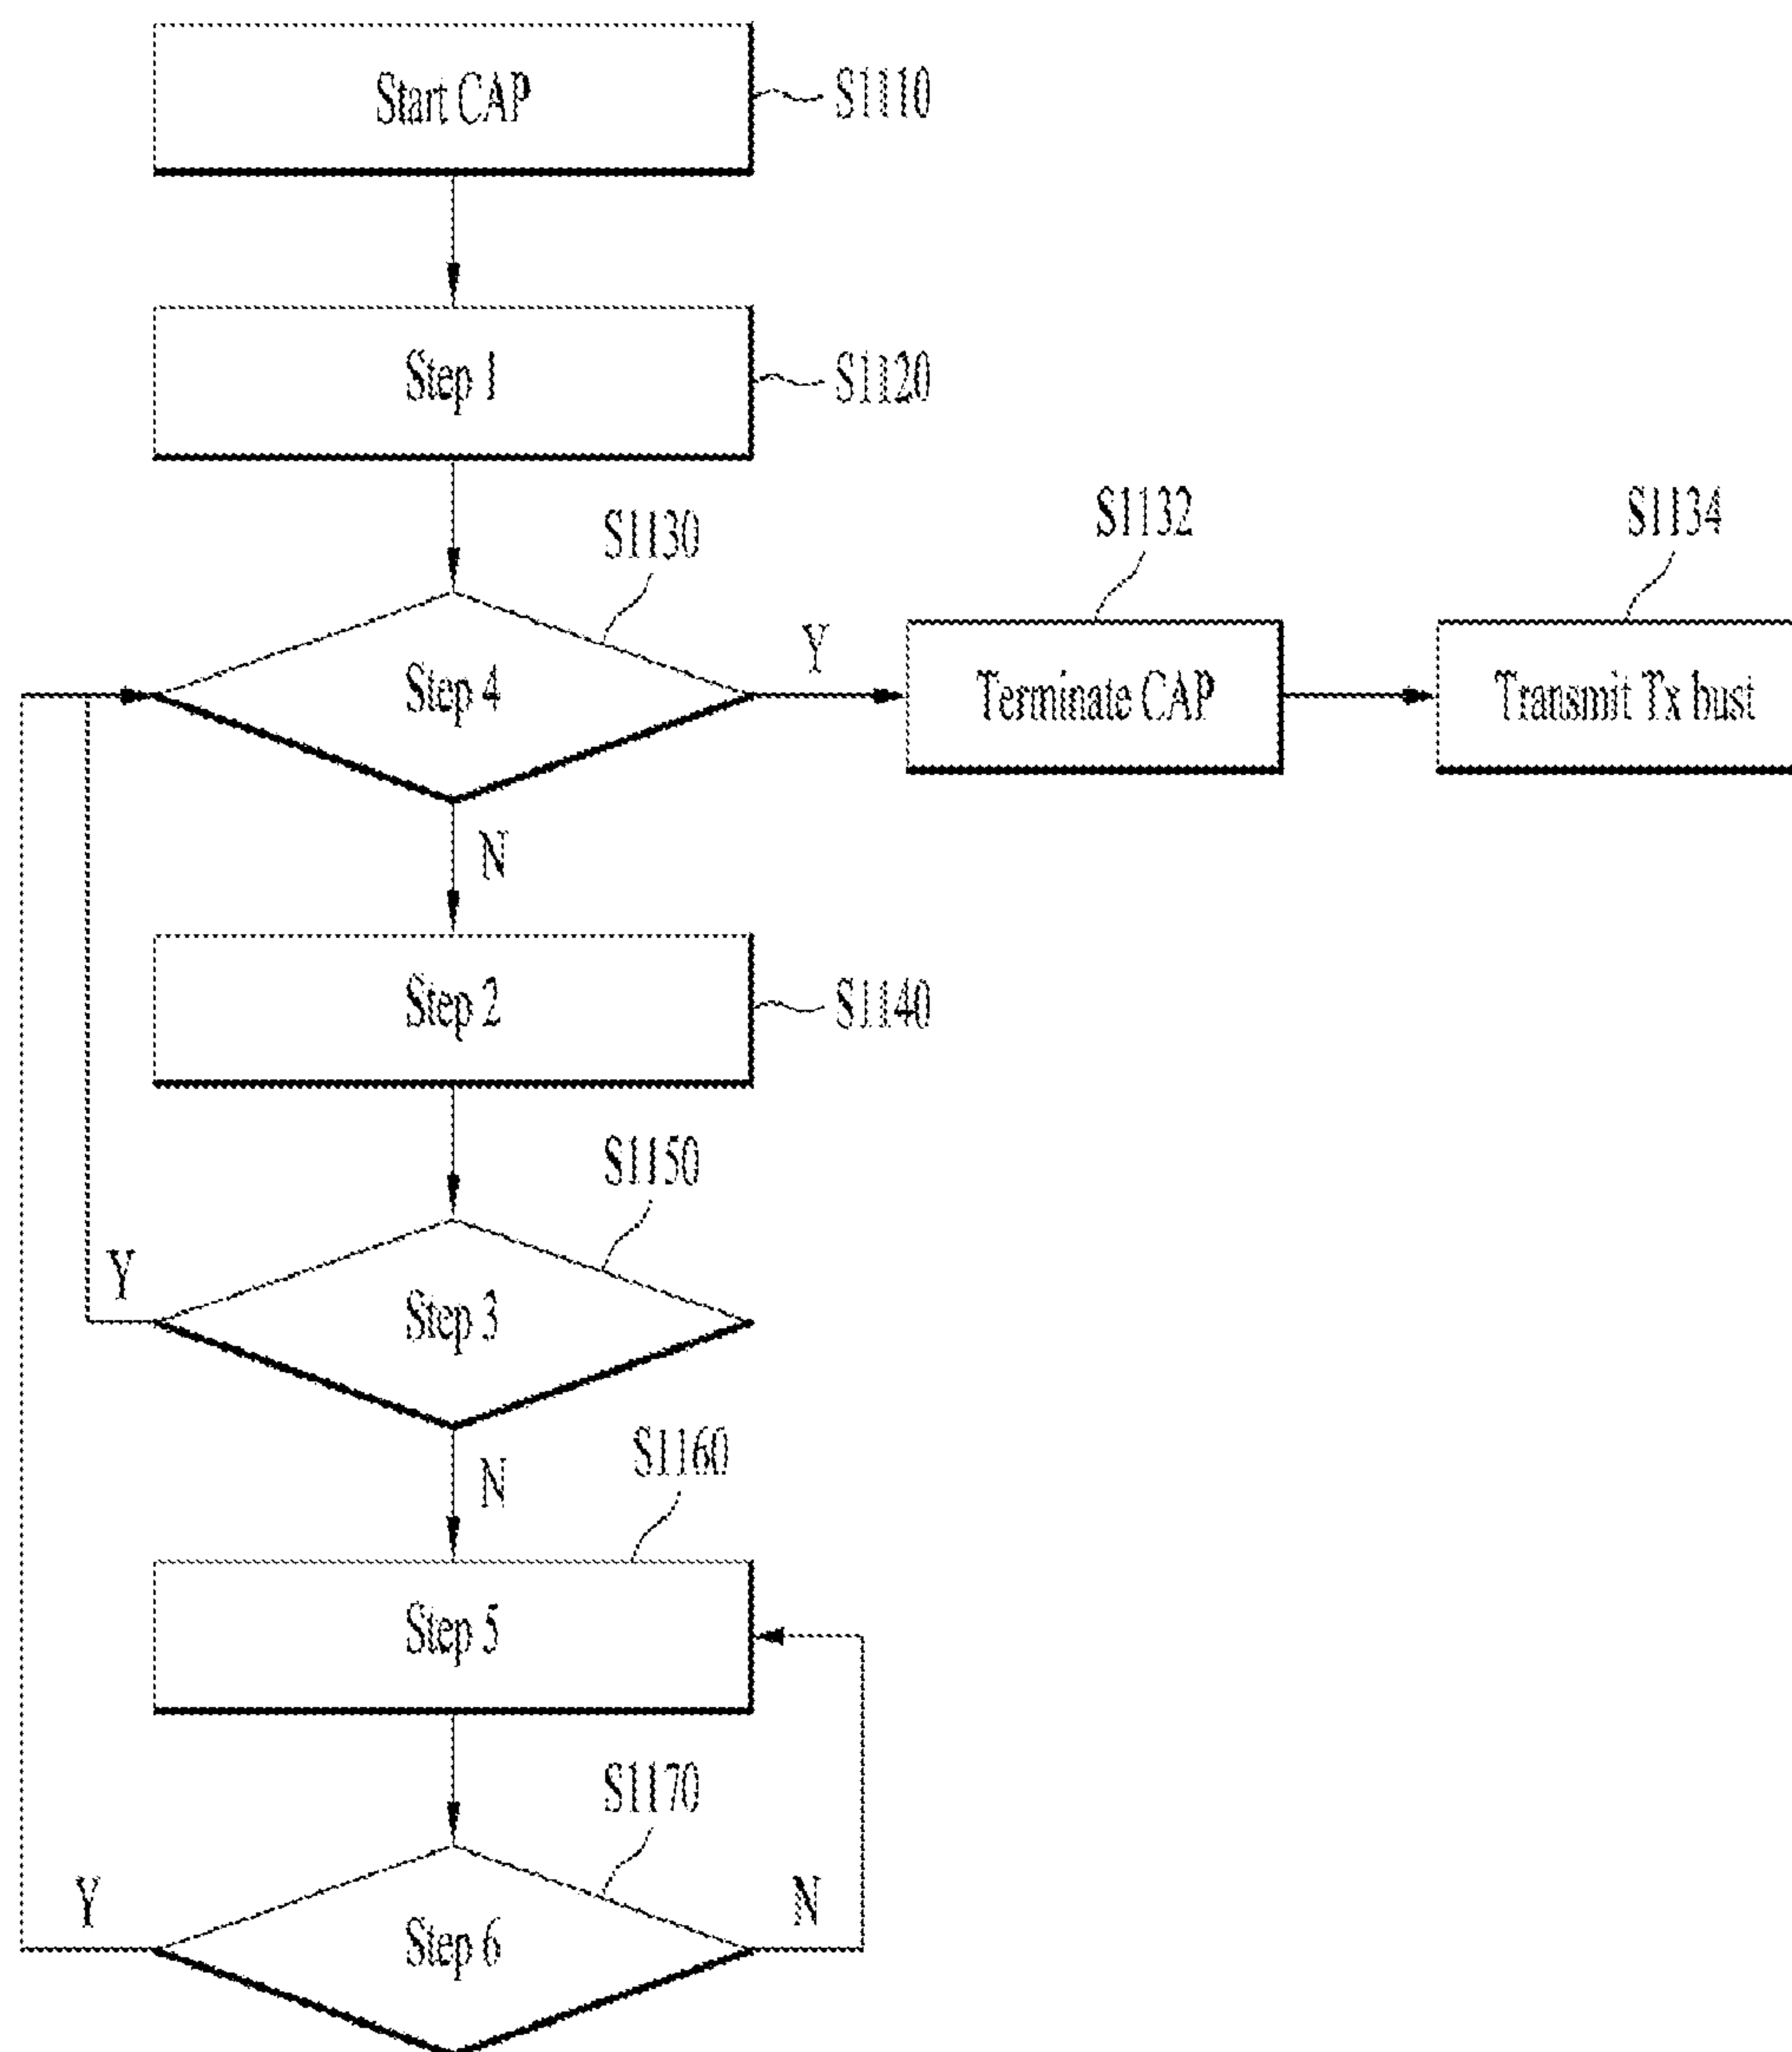 Start CAP
S1110
Step 1
S1120
S1130
S1132
S1134
Step 4
Y
Terminate CAP
Transmit Tx bust
N
Step 2
S1140
S1150
Y
Step 3
N
S1160
Step 5
S1170
Y
Step 6
N